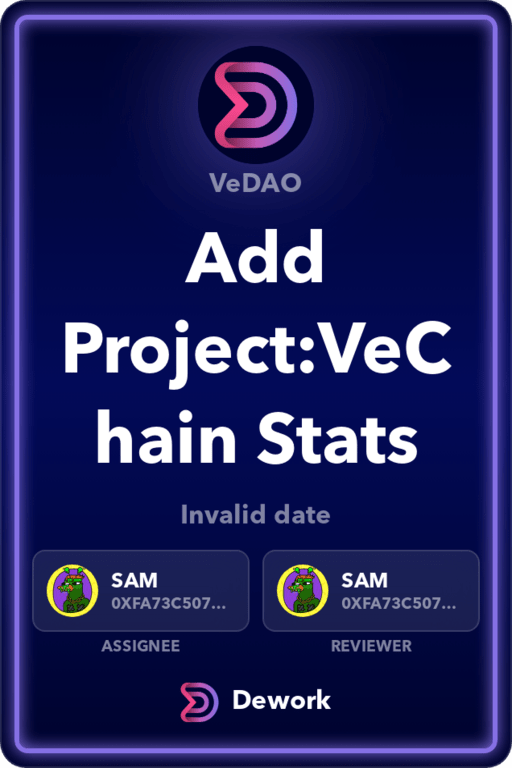 VeDAO
Add
Project:VeC
hain Stats
Invalid date
SAM
0XFA73C507...
ASSIGNEE
SAM
0XFA73C507...
REVIEWER
Dework